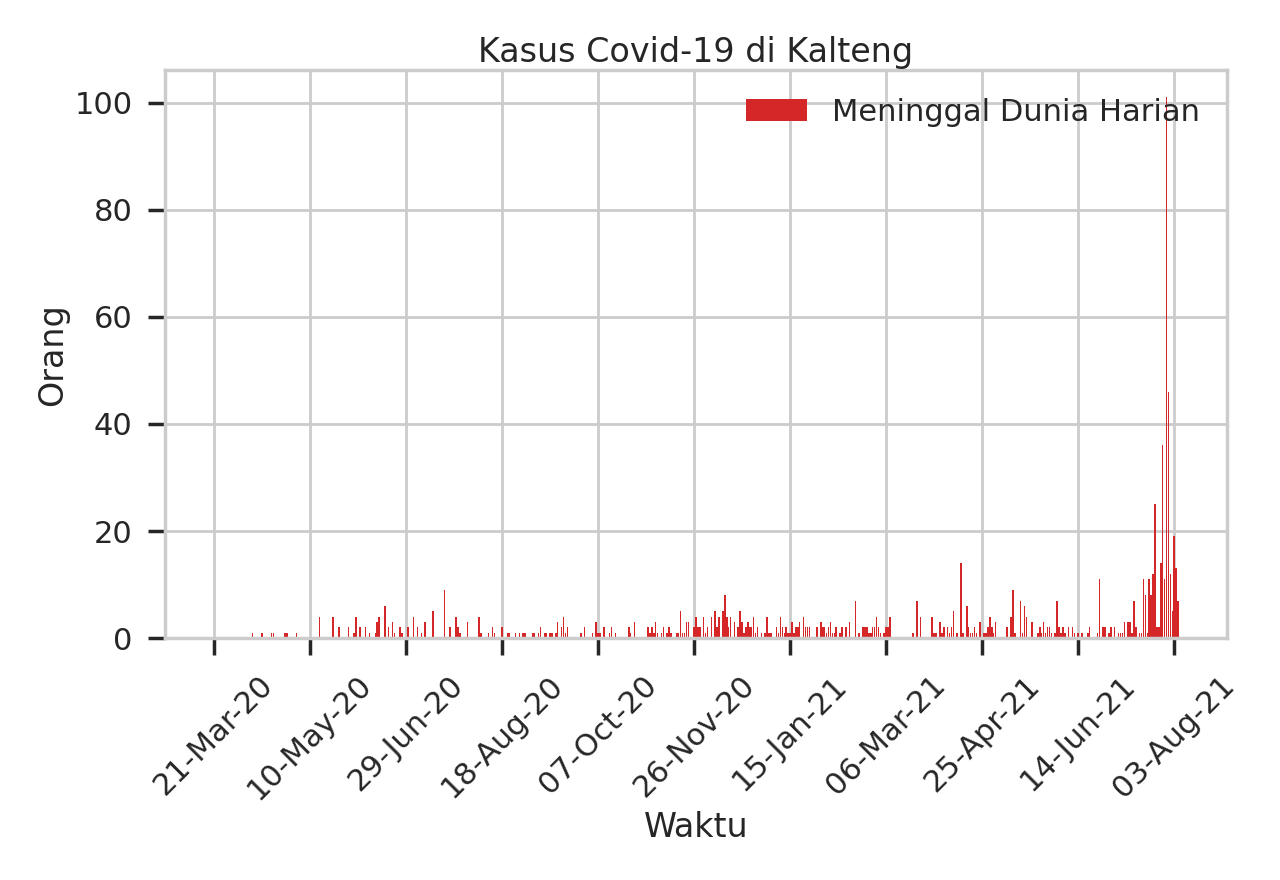 Kasus Covid-19 di Kalteng
Meninggal Dunia Harian
Orang
100
80
60
40
20
0
21-Mar-20
10-May-20
29-Jun-20
18-Aug-20
07-Oct-20
26-Nov-20
15-Jan-21
06-Mar-21
25-Apr-21
14-Jun-21
03-Aug-21
Waktu